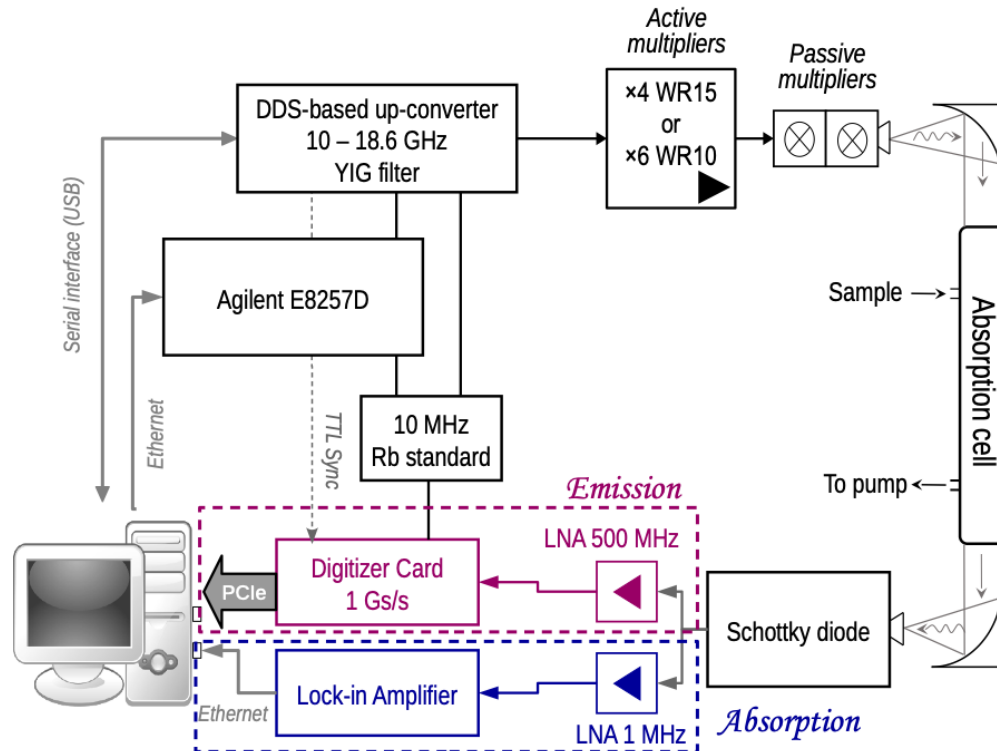 Active
multipliers
Passive
multipliers
DDS-based up-converter
10 – 18.6 GHz
YIG filter
×4 WR15
or
×6 WR10
Serial interface (USB)
Agilent E8257D
Sample
Absorption cell
Ethernet
TTL Sync
10 MHz
Rb standard
To pump
Emission
LNA 500 MHz
Digitizer Card
1 Gs/s
PCIe
Schottky diode
Lock-in Amplifier
Ethernet
LNA 1 MHz
Absorption